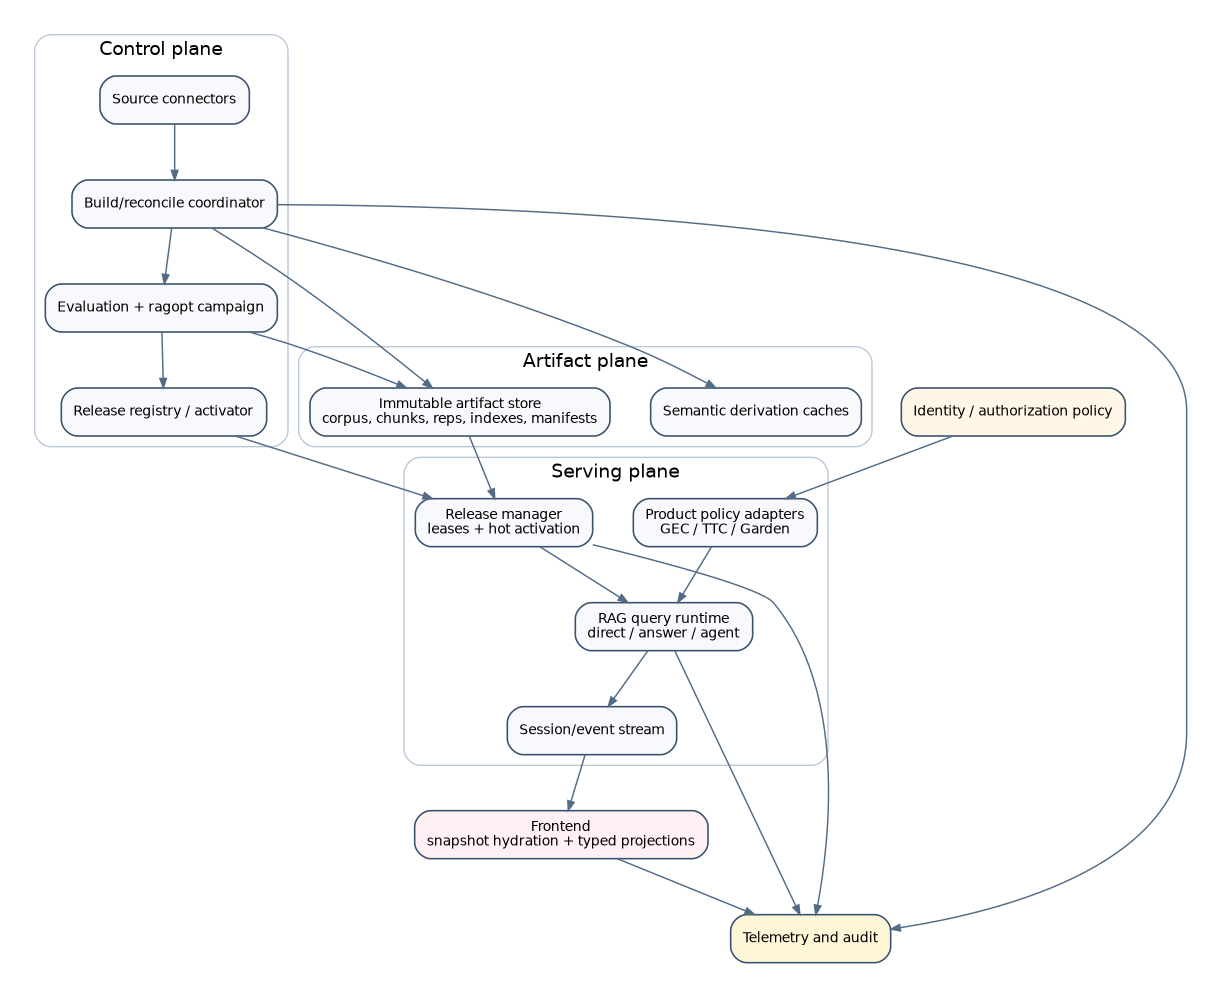 Control plane
Source connectors
Build/reconcile coordinator
Evaluation + ragopt campaign
Release registry / activator
Artifact plane
Immutable artifact store
corpus, chunks, reps, indexes, manifests
Semantic derivation caches
Identity / authorization policy
Serving plane
Release manager
leases + hot activation
Product policy adapters
GEC / TTC / Garden
RAG query runtime
direct / answer / agent
Session/event stream
Frontend
snapshot hydration + typed projections
Telemetry and audit